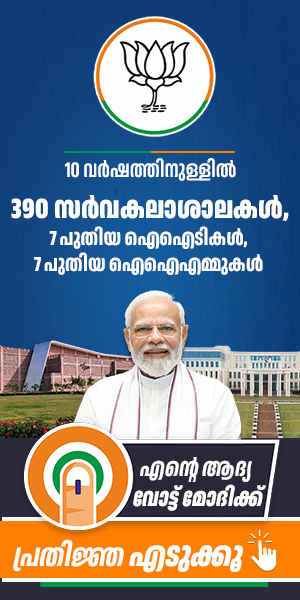 10 വർഷത്തിനുള്ളിൽ
390 സർവകലാശാലകൾ,
7 പുതിയ ഐഐടികൾ,
7 പുതിയ ഐഐഎമ്മുകൾ
എന്റെ ആദ്യ
വോട്ട് മോദിക്ക്
പ്രതിജ്ഞ എടുക്കൂ